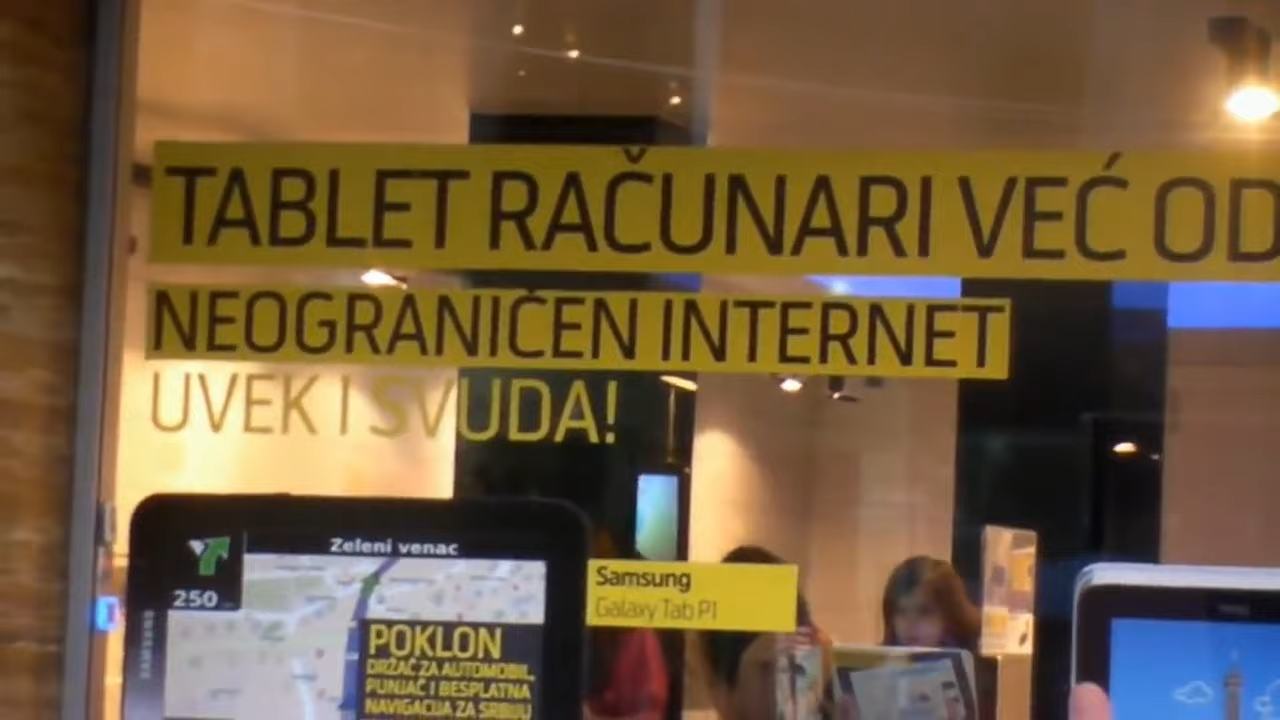 TABLET RAČUNARI VEĆ OD
NEOGRANIČEN INTERNET
UVEK I SVUDA!
Zeleni venac
250
SAMSUNG
Samsung
Galaxy Tab P1
POKLON
DRŽAČ ZA AUTOMOBIL,
PUNJAČ I BESPLATNA
NAVIGACIJA ZA SRBIJU